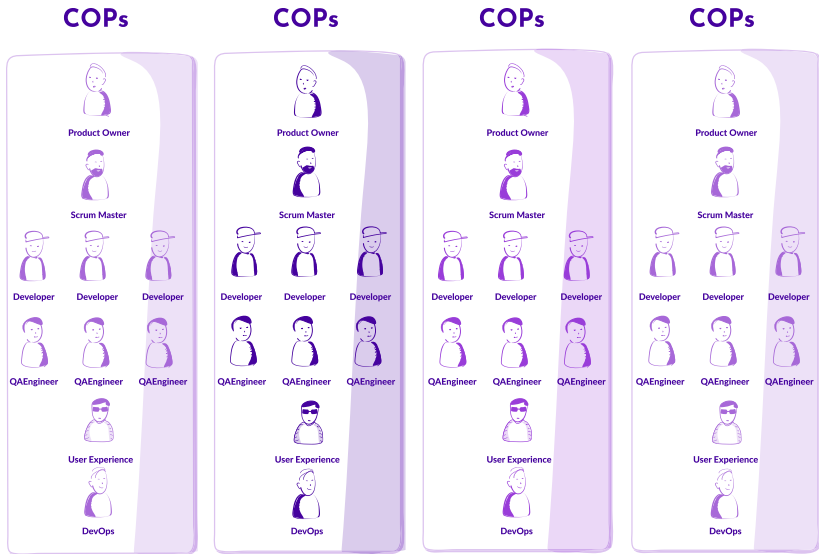 COPs COPs COPs COPs
Product Owner Product Owner Product Owner Product Owner
Scrum Master Scrum Master Scrum Master Scrum Master
Developer Developer Developer Developer Developer Developer Developer Developer Developer Developer Developer Developer
QAEngineer QAEngineer QAEngineer QAEngineer QAEngineer QAEngineer QAEngineer QAEngineer QAEngineer QAEngineer QAEngineer QAEngineer
User Experience User Experience User Experience User Experience
DevOps DevOps DevOps DevOps